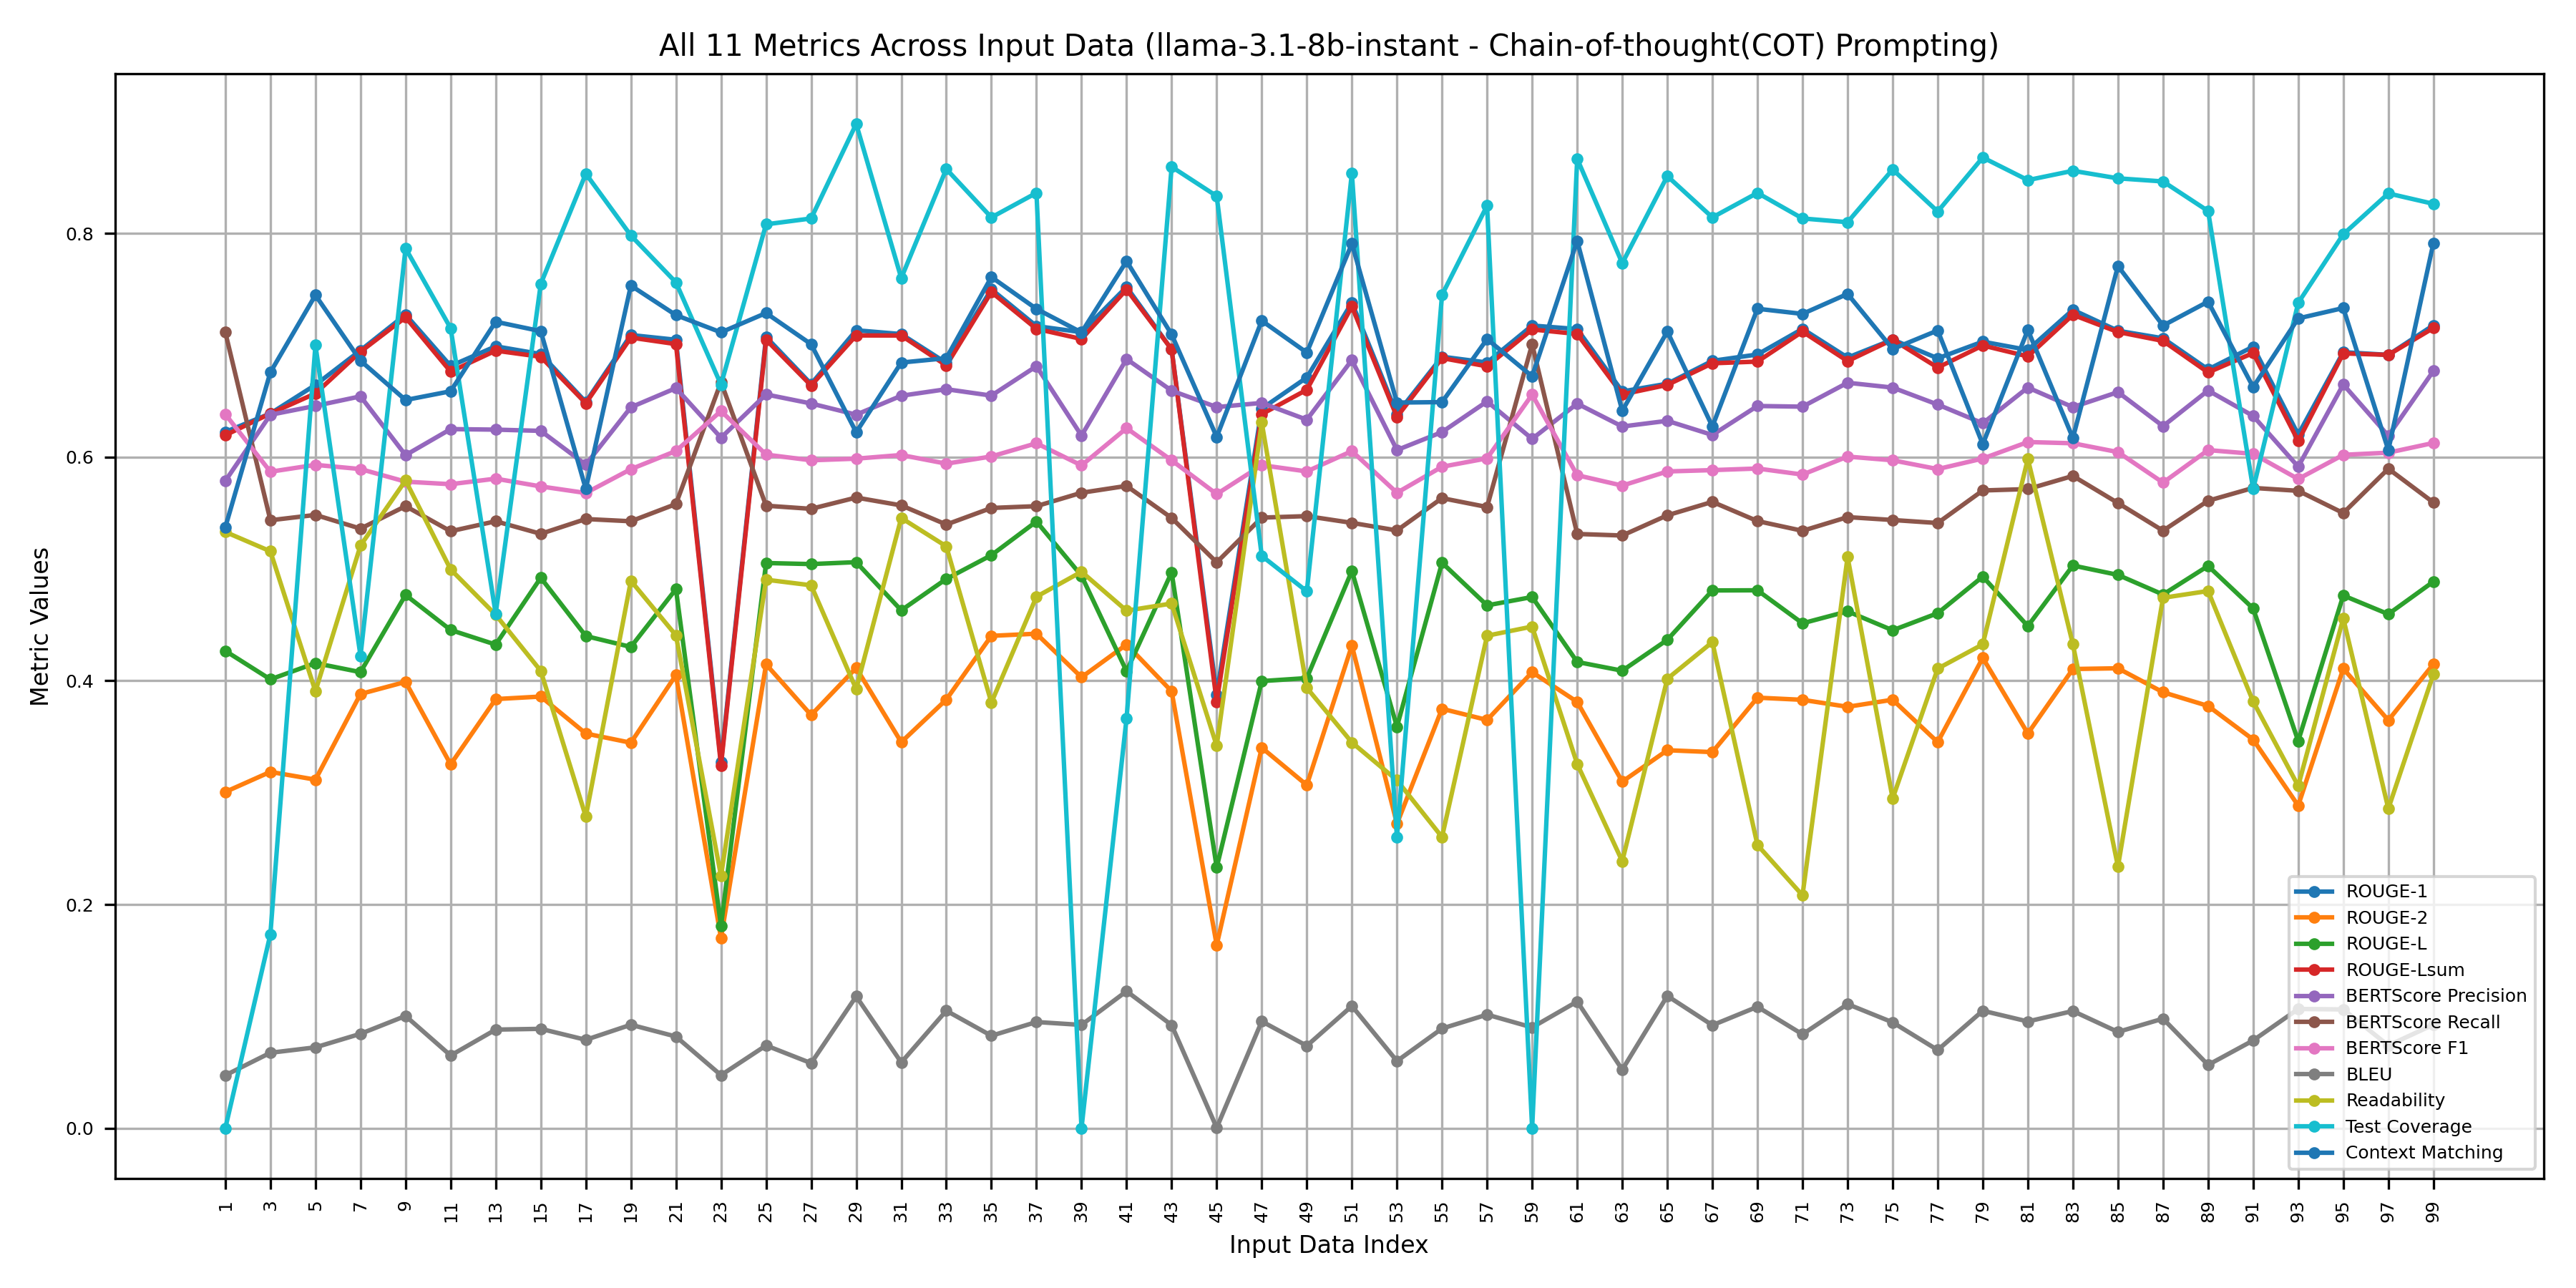 All 11 Metrics Across Input Data (llama-3.1-8b-instant - Chain-of-thought(COT) Prompting)
Metric Values
0.8
0.6
0.4
0.2
0.0
ROUGE-1
ROUGE-2
ROUGE-L
ROUGE-Lsum
BERTScore Precision
BERTScore Recall
BERTScore F1
BLEU
Readability
Test Coverage
Context Matching
1 3 5 7 9 11 13 15 17 19 21 23 25 27 29 31 33 35 37 39 41 43 45 47 49 51 53 55 57 59 61 63 65 67 69 71 73 75 77 79 81 83 85 87 89 91 93 95 97 99
Input Data Index